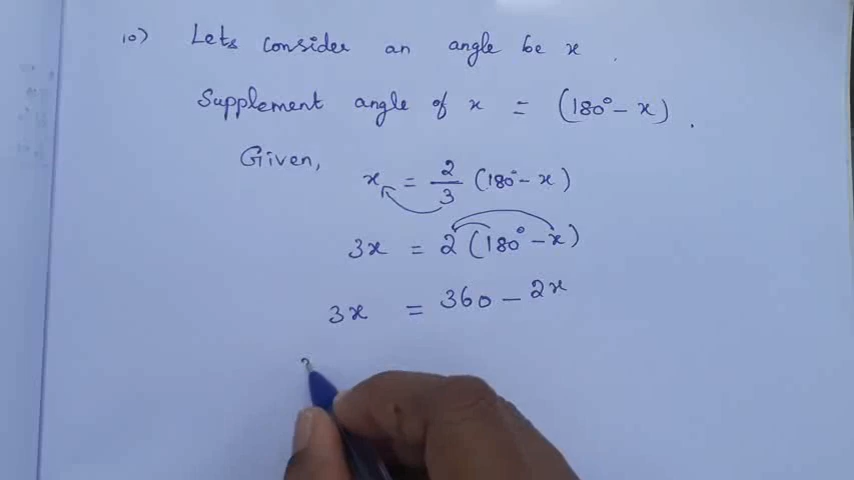 10) Lets consider an angle be x .
Supplement angle of x = (180° - x) .
Given,
x = 2/3 (180° - x)
3x = 2 (180° - x)
3x = 360 - 2x